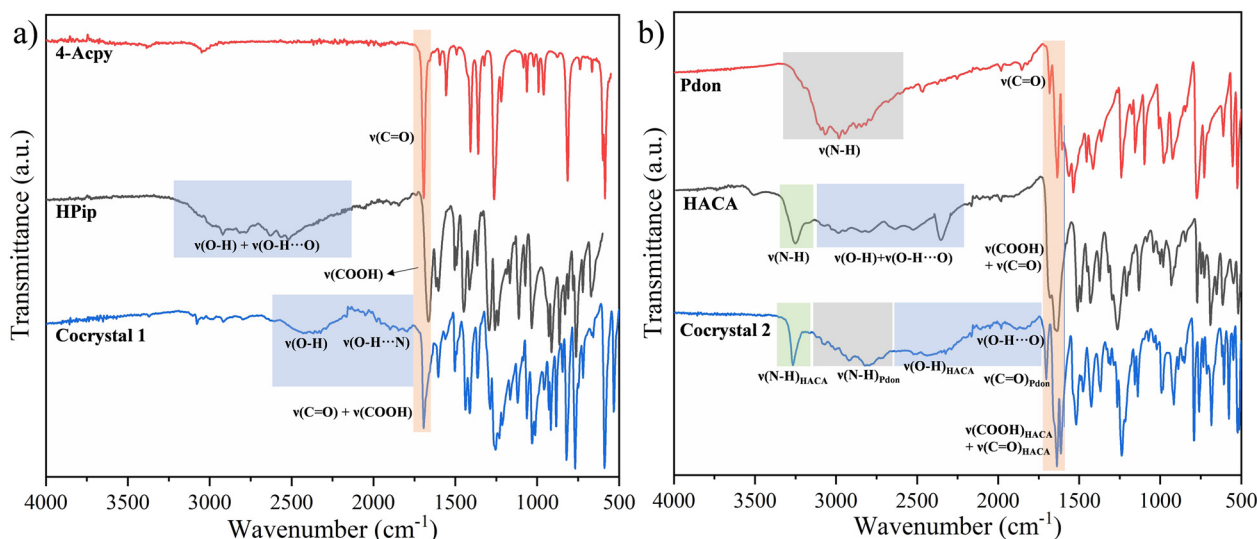 a)
4-Acpy
ν(C=O)
HPip
ν(O-H) + ν(O-H···O)
ν(COOH)
Cocrystal 1
ν(O-H)
ν(O-H···N)
ν(C=O) + ν(COOH)
Transmittance (a.u.)
4000 3500 3000 2500 2000 1500 1000 500
Wavenumber (cm-1)
b)
Pdon
ν(C=O)
ν(N-H)
HACA
ν(N-H)
ν(O-H)+ν(O-H···O)
ν(COOH)
+ ν(C=O)
Cocrystal 2
ν(N-H)HACA
ν(N-H)Pdon
ν(O-H)HACA
ν(O-H···O)
ν(C=O)Pdon
ν(COOH)HACA
+ ν(C=O)HACA
Transmittance (a.u.)
4000 3500 3000 2500 2000 1500 1000 500
Wavenumber (cm-1)